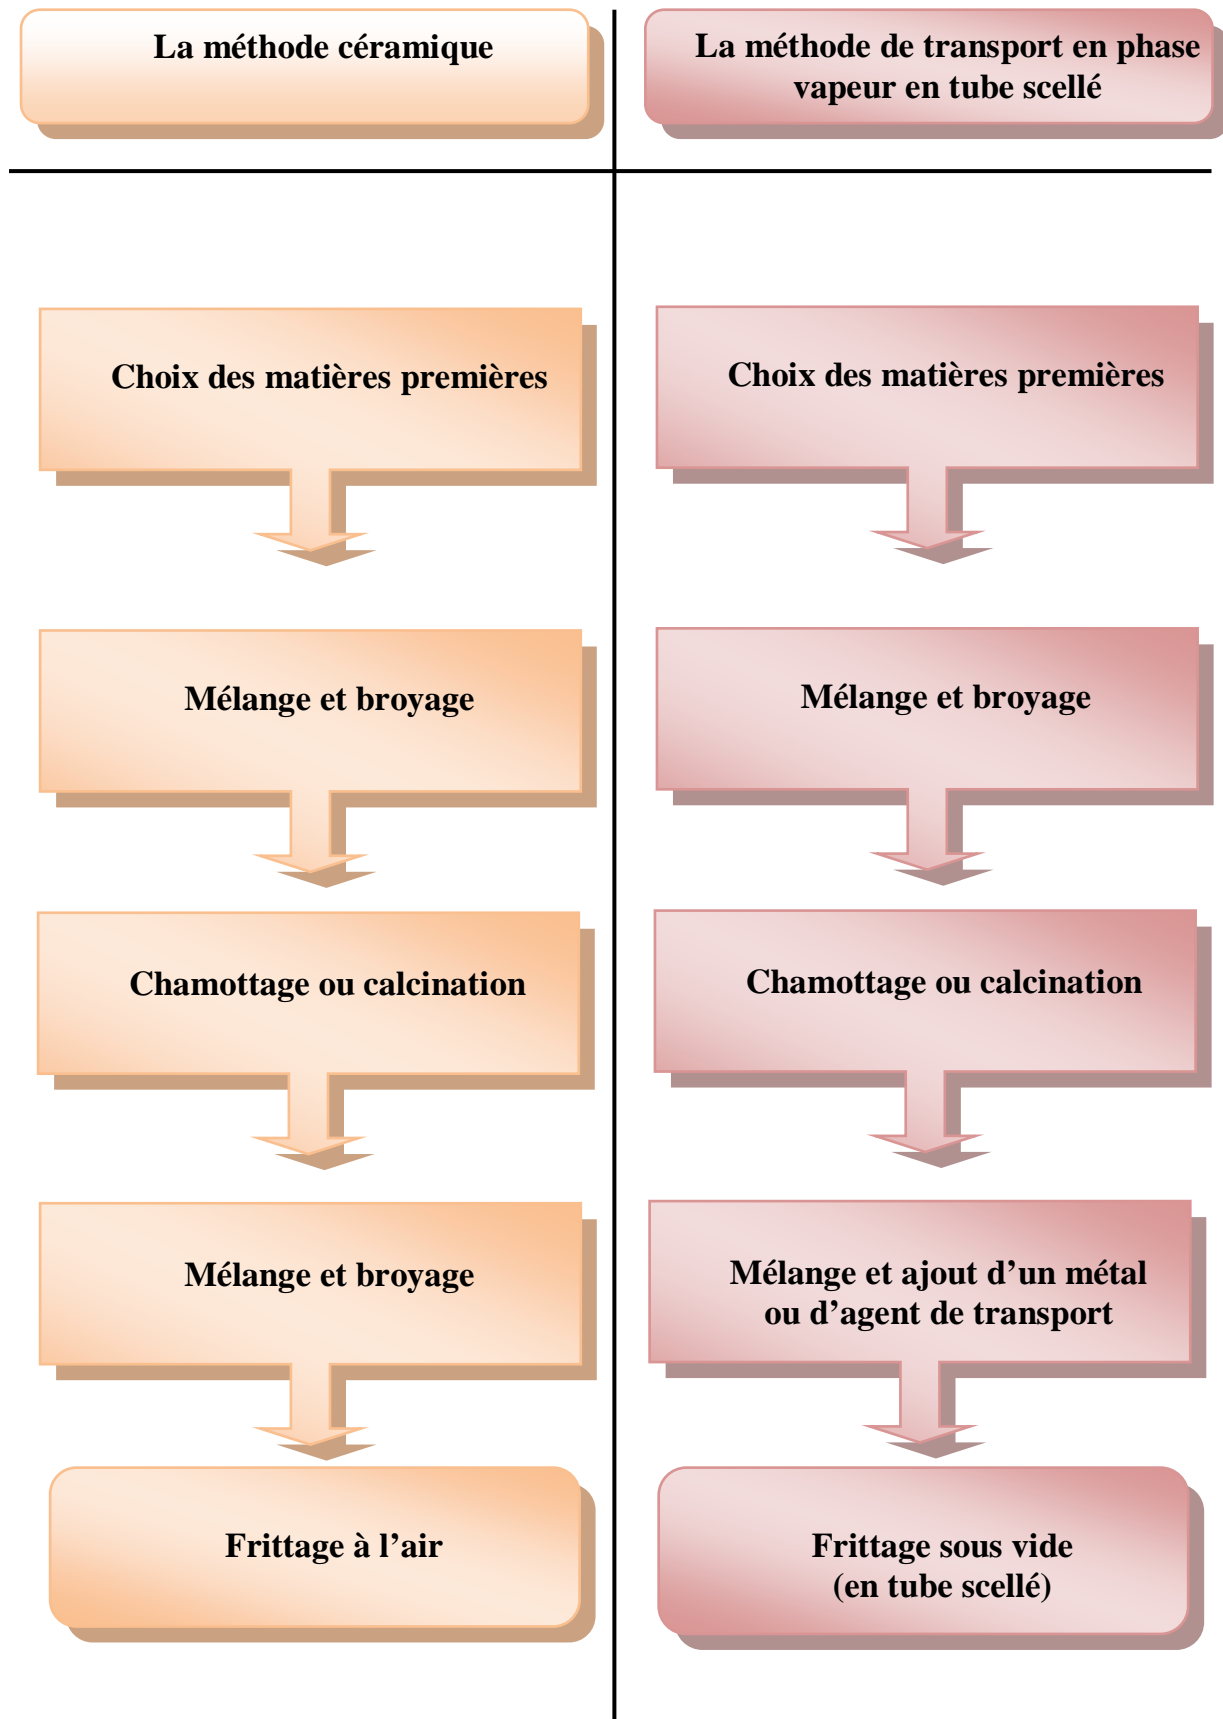 La méthode céramique
La méthode de transport en phase
vapeur en tube scellé
Choix des matières premières
Choix des matières premières
Mélange et broyage
Mélange et broyage
Chamottage ou calcination
Chamottage ou calcination
Mélange et broyage
Mélange et ajout d’un métal
ou d’agent de transport
Frittage à l’air
Frittage sous vide
(en tube scellé)